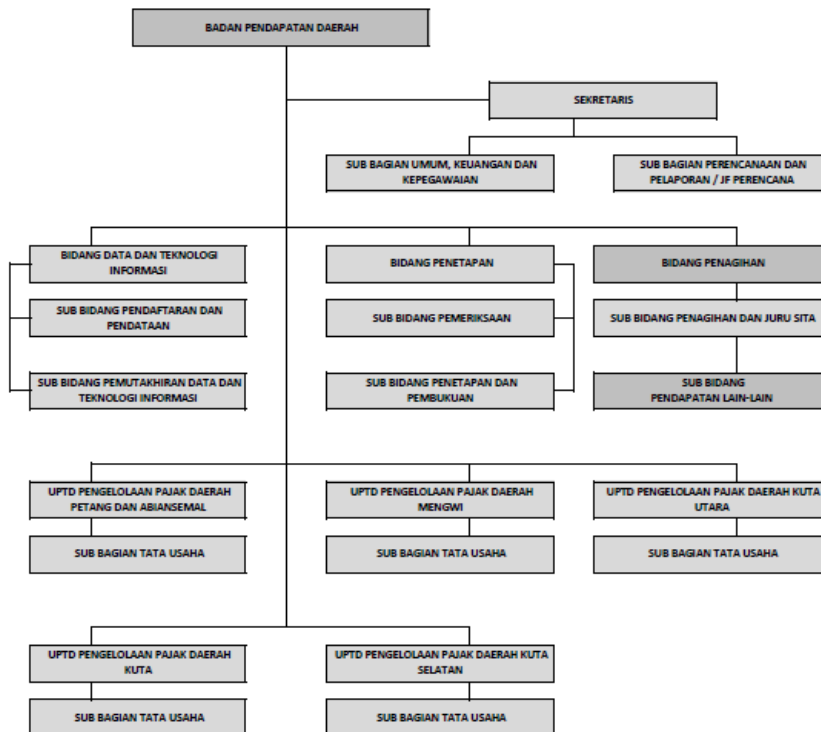 BADAN PENDAPATAN DAERAH
SEKRETARIS
SUB BAGIAN UMUM, KEUANGAN DAN
KEPEGAWAIAN
SUB BAGIAN PERENCANAAN DAN
PELAPORAN / JF PERENCANA
BIDANG DATA DAN TEKNOLOGI
INFORMASI
BIDANG PENETAPAN
BIDANG PENAGIHAN
SUB BIDANG PENDAFTARAN DAN
PENDATAAN
SUB BIDANG PEMERIKSAAN
SUB BIDANG PENAGIHAN DAN JURU SITA
SUB BIDANG PEMUTAKHIRAN DATA DAN
TEKNOLOGI INFORMASI
SUB BIDANG PENETAPAN DAN
PEMBUKUAN
SUB BIDANG
PENDAPATAN LAIN-LAIN
UPTD PENGELOLAAN PAJAK DAERAH
PETANG DAN ABIANSEMAL
UPTD PENGELOLAAN PAJAK DAERAH
MENGWI
UPTD PENGELOLAAN PAJAK DAERAH KUTA
UTARA
SUB BAGIAN TATA USAHA
SUB BAGIAN TATA USAHA
SUB BAGIAN TATA USAHA
UPTD PENGELOLAAN PAJAK DAERAH
KUTA
UPTD PENGELOLAAN PAJAK DAERAH KUTA
SELATAN
SUB BAGIAN TATA USAHA
SUB BAGIAN TATA USAHA